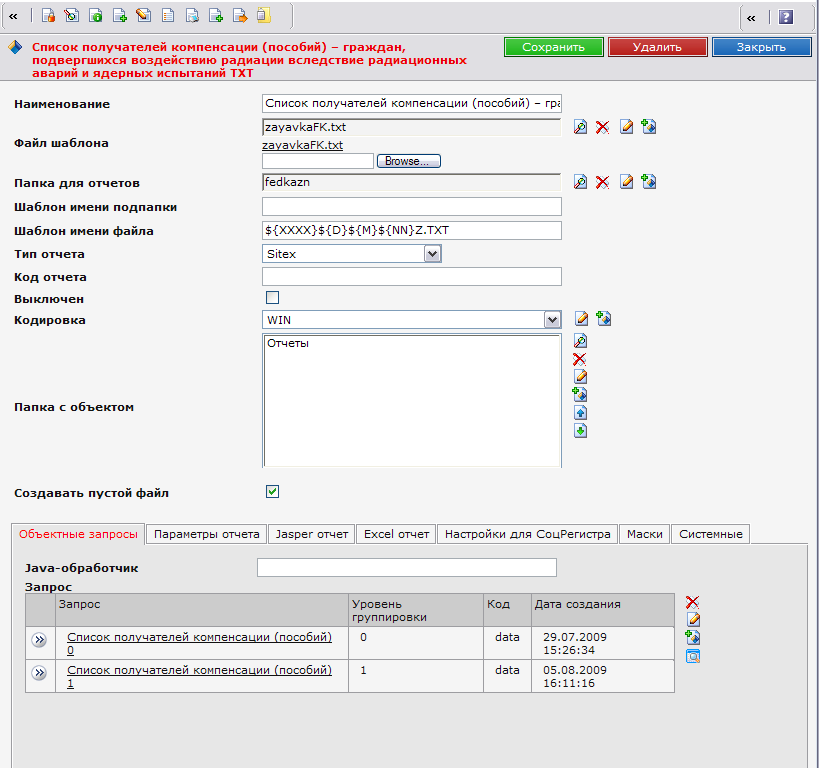 «
«
?
Список получателей компенсации (пособий) – граждан,
подвергшихся воздействию радиации вследствие радиационных
аварий и ядерных испытаний TXT
Сохранить
Удалить
Закрыть
Наименование
Список получателей компенсации (пособий) – гра
Файл шаблона
zayavkaFK.txt
zayavkaFK.txt
Browse...
Папка для отчетов
fedkazn
Шаблон имени подпапки
Шаблон имени файла
${XXXX}${D}${M}${NN}Z.TXT
Тип отчета
Sitex
Код отчета
Выключен
Кодировка
WIN
Папка с объектом
Отчеты
Создавать пустой файл
Объектные запросы
Параметры отчета
Jasper отчет
Excel отчет
Настройки для СоцРегистра
Маски
Системные
Java-обработчик
Запрос
Запрос
Уровень
группировки
Код
Дата создания
Список получателей компенсации (пособий)
0
0
data
29.07.2009
15:26:34
Список получателей компенсации (пособий)
1
1
data
05.08.2009
16:11:16